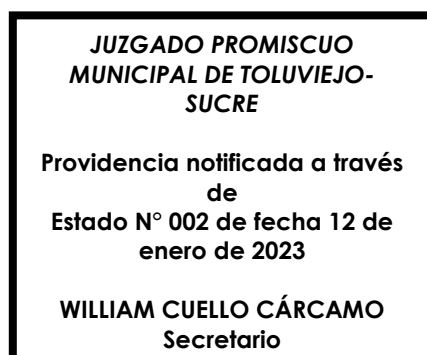 JUZGADO PROMISCUO
MUNICIPAL DE TOLUVIEJO-
SUCRE
Providencia notificada a través
de
Estado N° 002 de fecha 12 de
enero de 2023
WILLIAM CUELLO CÁRCAMO
Secretario